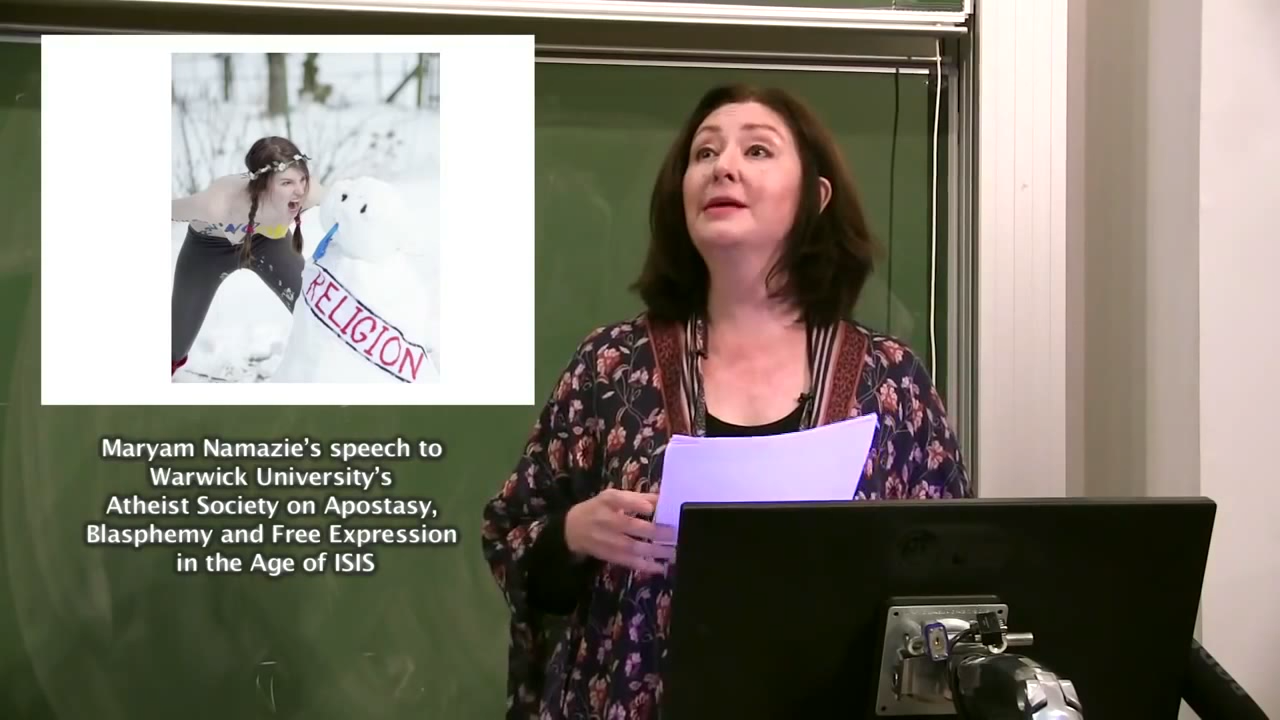 RELIGION
Maryam Namazie's speech to
Warwick University's
Atheist Society on Apostasy,
Blasphemy and Free Expression
in the Age of ISIS